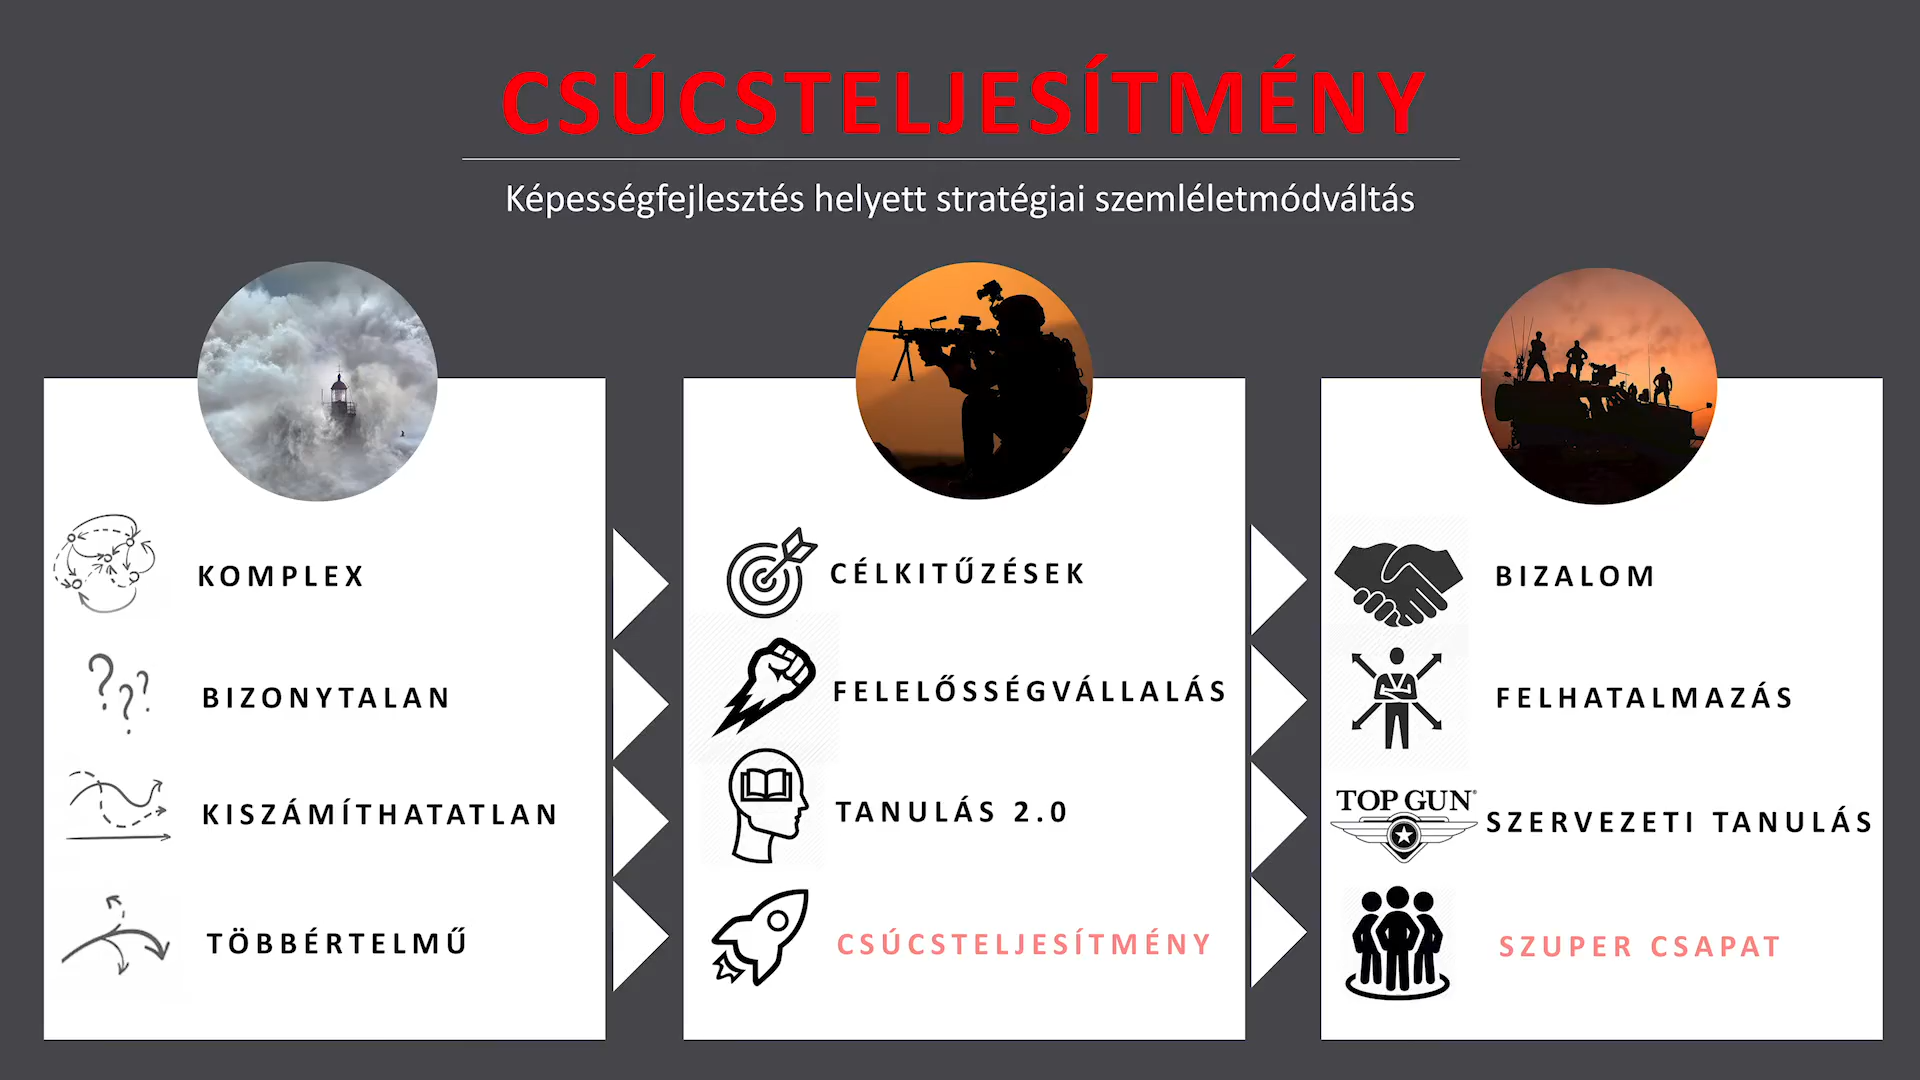 CSÚCSTELJESÍTMÉNY
Képességfejlesztés helyett stratégiai szemléletmódváltás
KOMPLEX
BIZONYTALAN
KISZÁMÍTHATATLAN
TÖBBÉRTELMŰ
CÉLKITŰZÉSEK
FELELŐSSÉGVÁLLALÁS
TANULÁS 2.0
CSÚCSTELJESÍTMÉNY
BIZALOM
FELHATALMAZÁS
TOP GUN®
SZERVEZETI TANULÁS
SZUPER CSAPAT